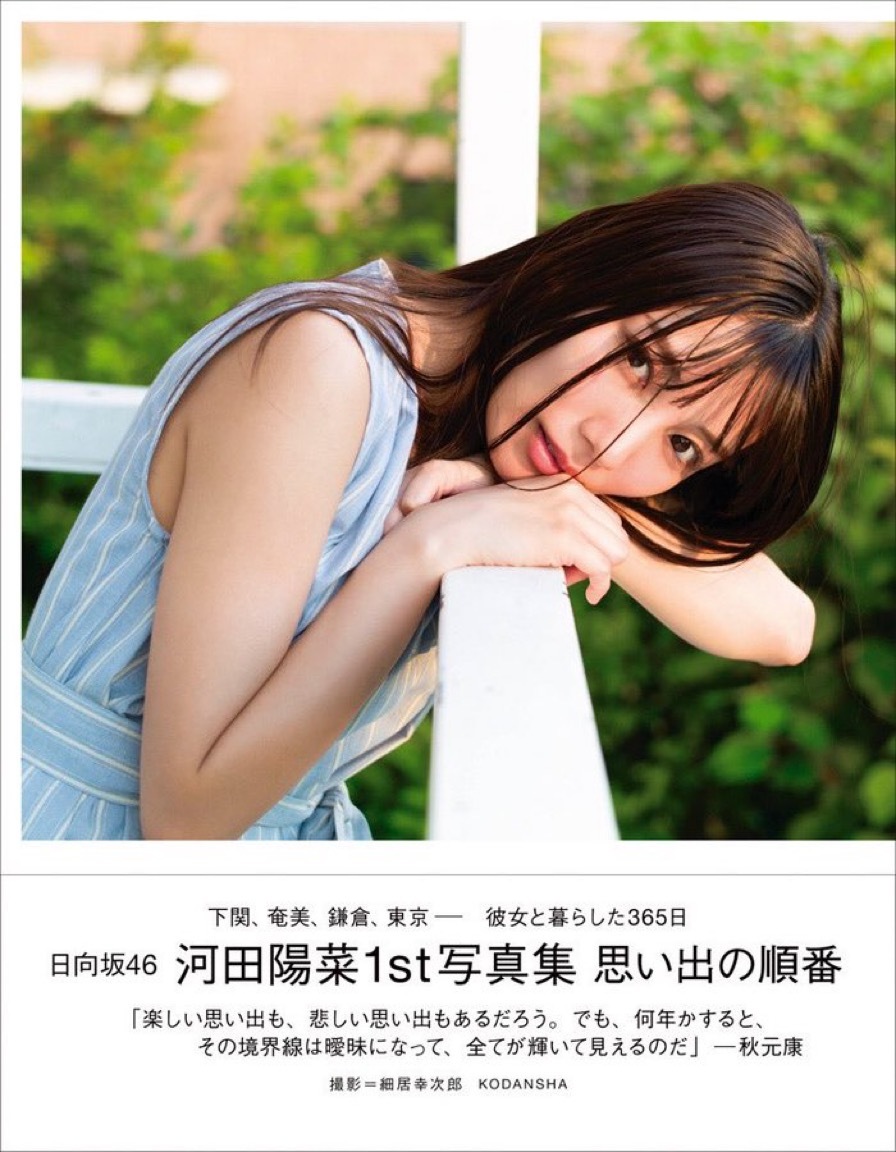 下関、奄美、鎌倉、東京── 彼女と暮らした365日
日向坂46 河田陽菜1st写真集 思い出の順番
「楽しい思い出も、悲しい思い出もあるだろう。でも、何年かすると、
その境界線は曖昧になって、全てが輝いて見えるのだ」─秋元康
撮影＝細居幸次郎 KODANSHA